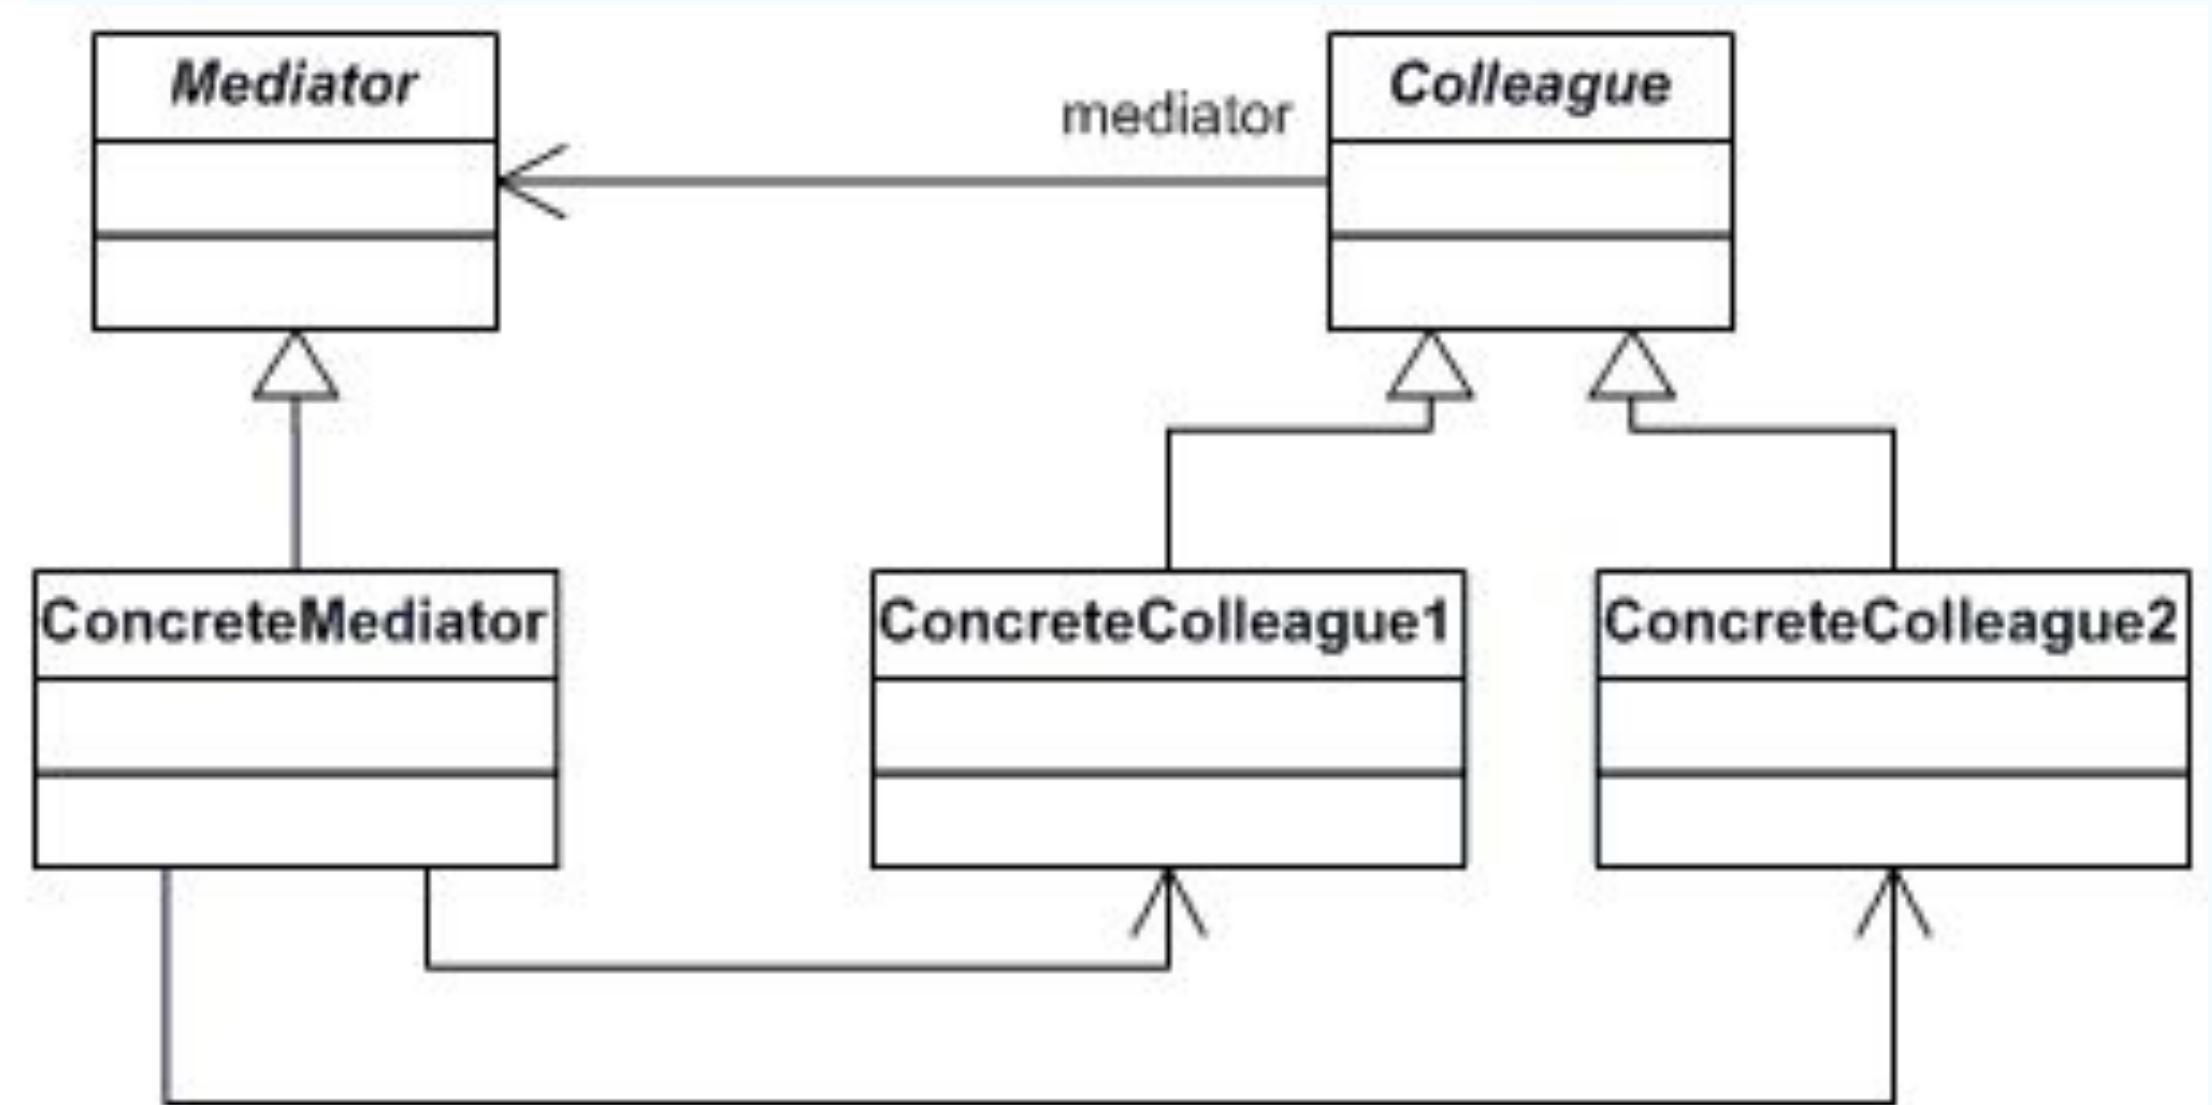 Mediator
mediator
Colleague
ConcreteMediator
ConcreteColleague1
ConcreteColleague2